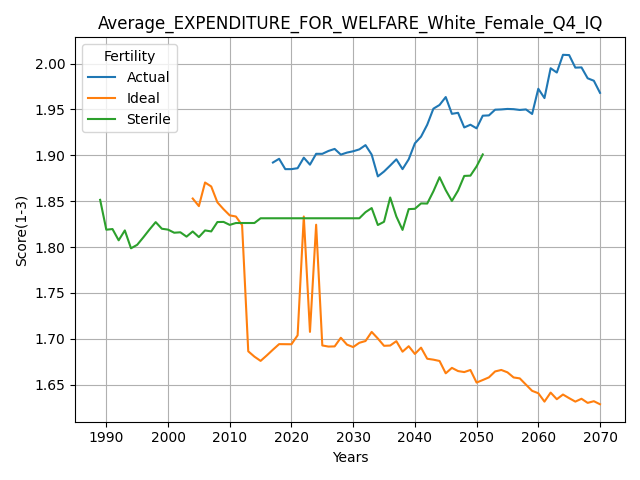 Average_EXPENDITURE_FOR_WELFARE_White_Female_Q4_IQ
Fertility
Actual
Ideal
Sterile
Score(1-3)
2.00
1.95
1.90
1.85
1.80
1.75
1.70
1.65
1990 2000 2010 2020 2030 2040 2050 2060 2070
Years